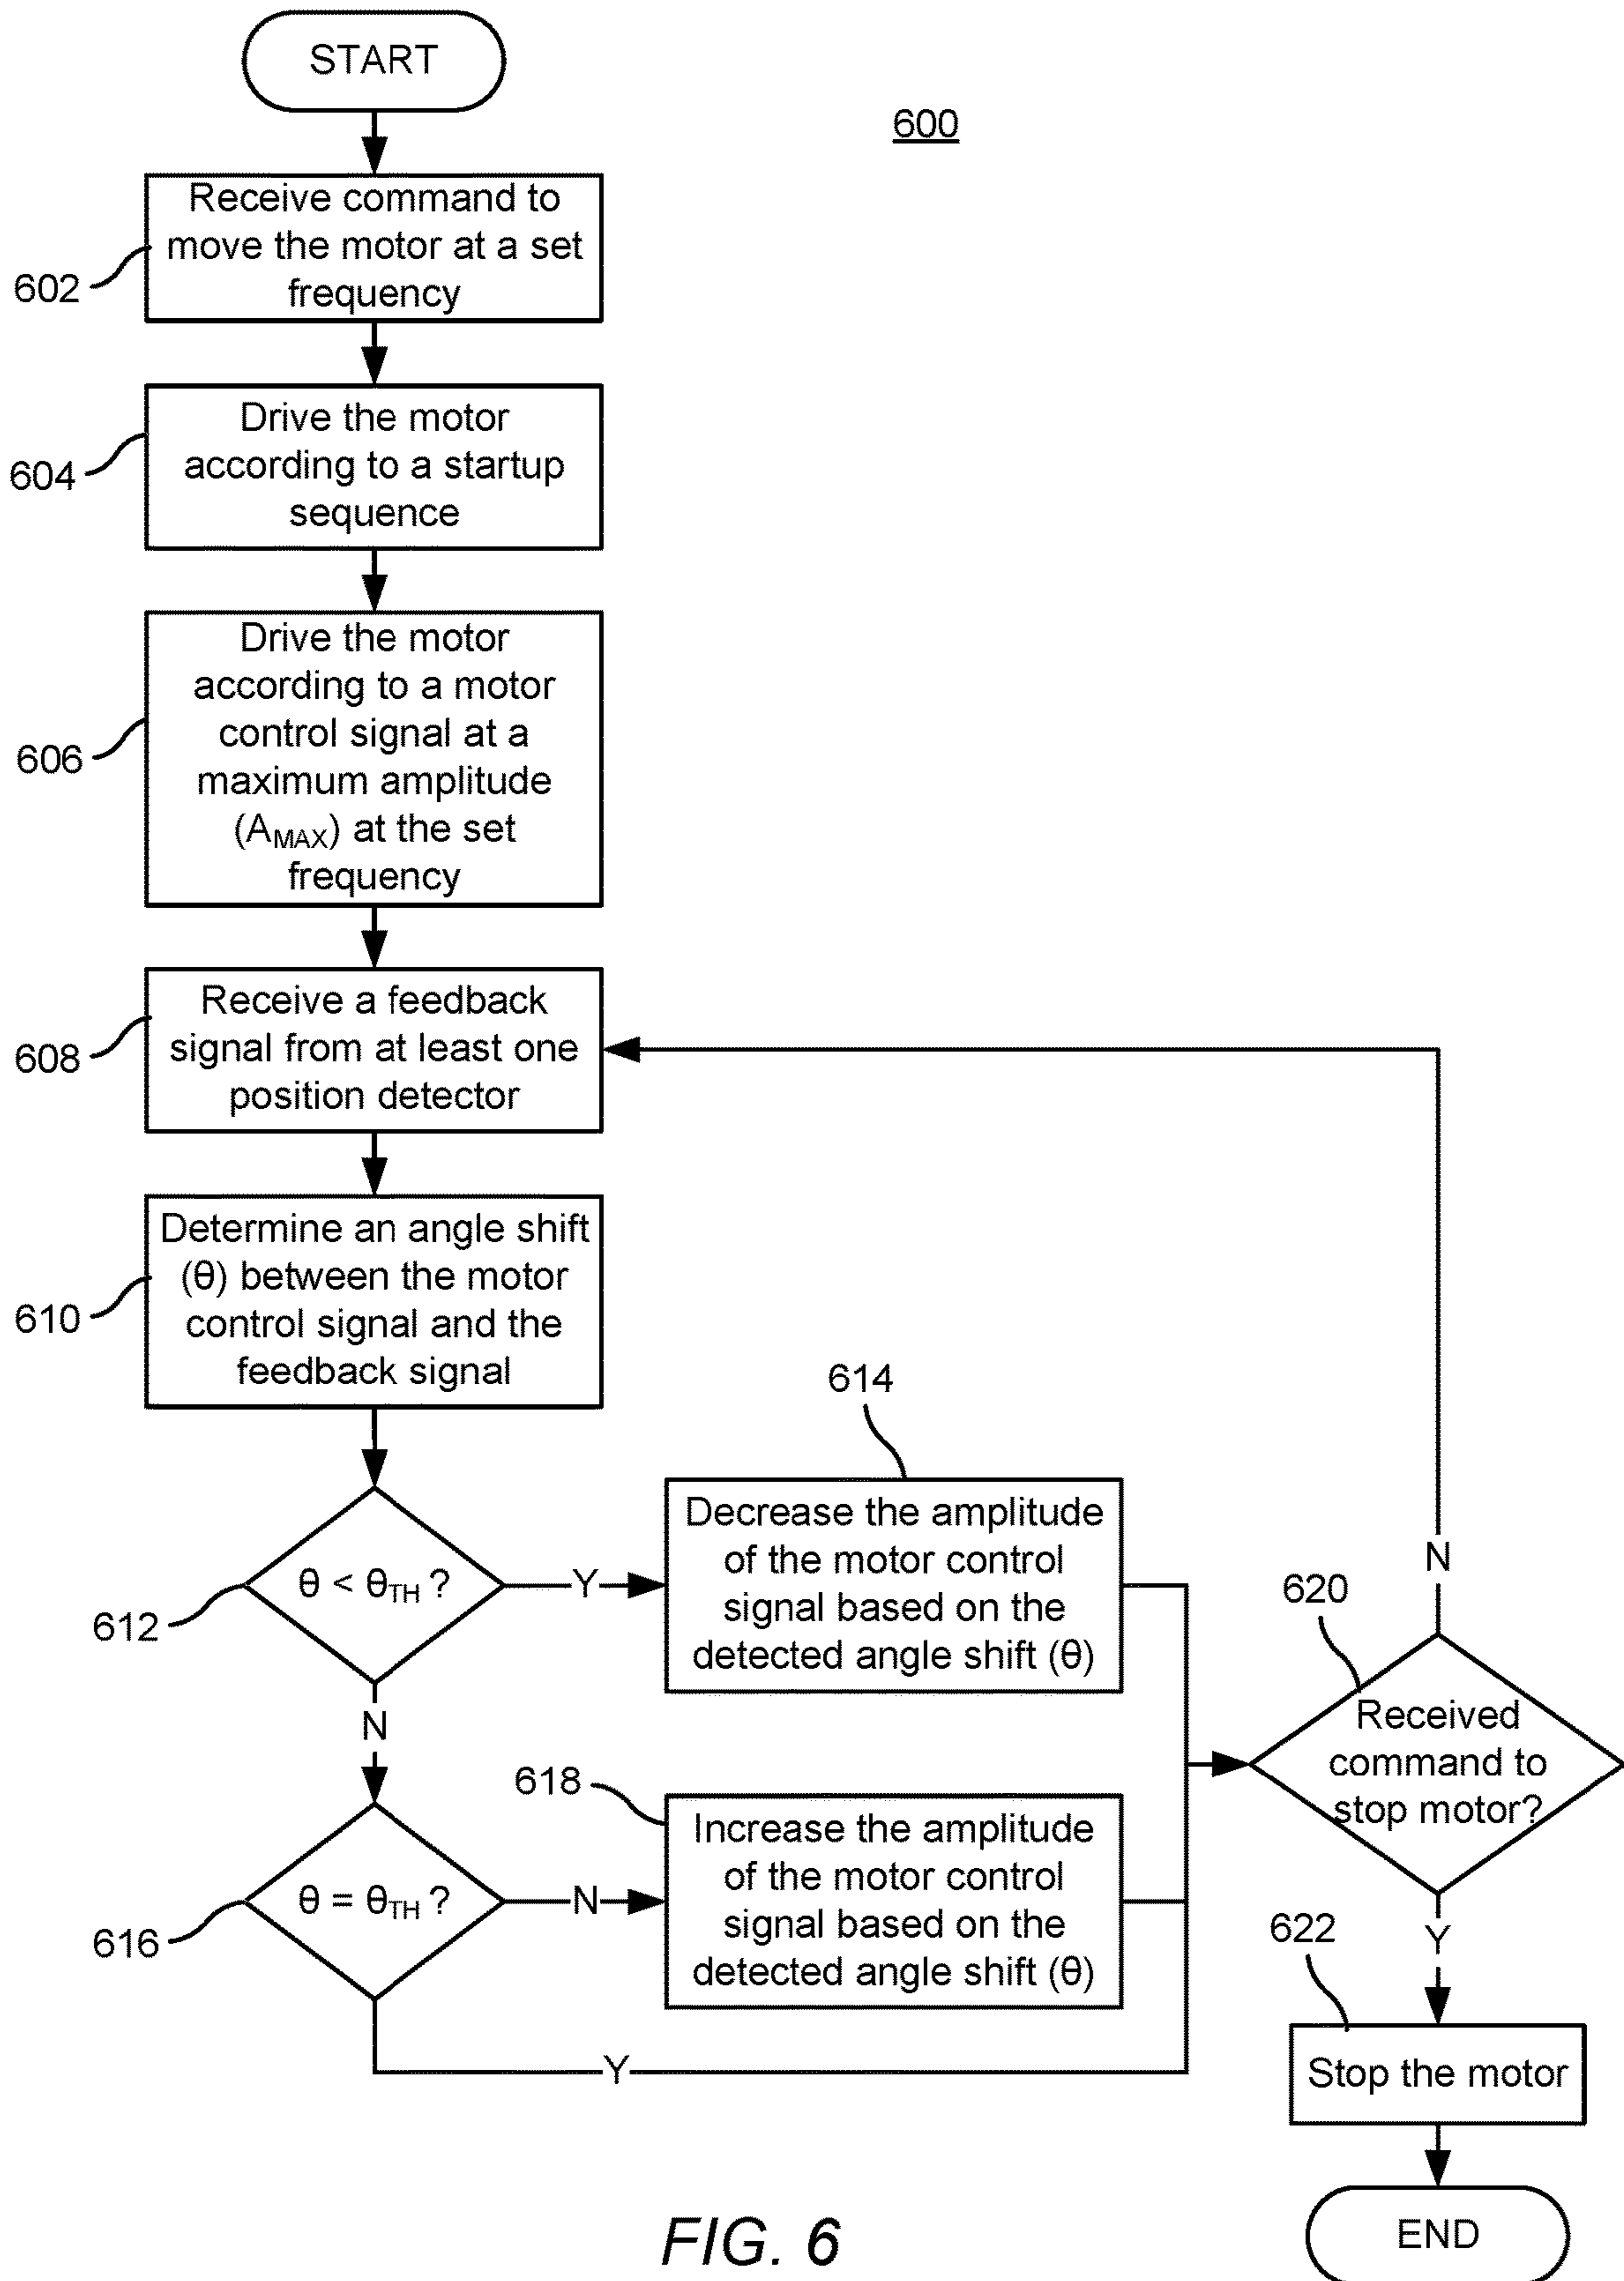 START
600
Receive command to
move the motor at a set
frequency
602
Drive the motor
according to a startup
sequence
604
Drive the motor
according to a motor
control signal at a
maximum amplitude
(AMAX) at the set
frequency
606
Receive a feedback
signal from at least one
position detector
608
Determine an angle shift
(θ) between the motor
control signal and the
feedback signal
610
614
Decrease the amplitude
of the motor control
signal based on the
detected angle shift (θ)
θ < θTH ?
Y
612
N
618
Increase the amplitude
of the motor control
signal based on the
detected angle shift (θ)
θ = θTH ?
N
616
Y
N
620
Received
command to
stop motor?
Y
622
Stop the motor
END
FIG. 6